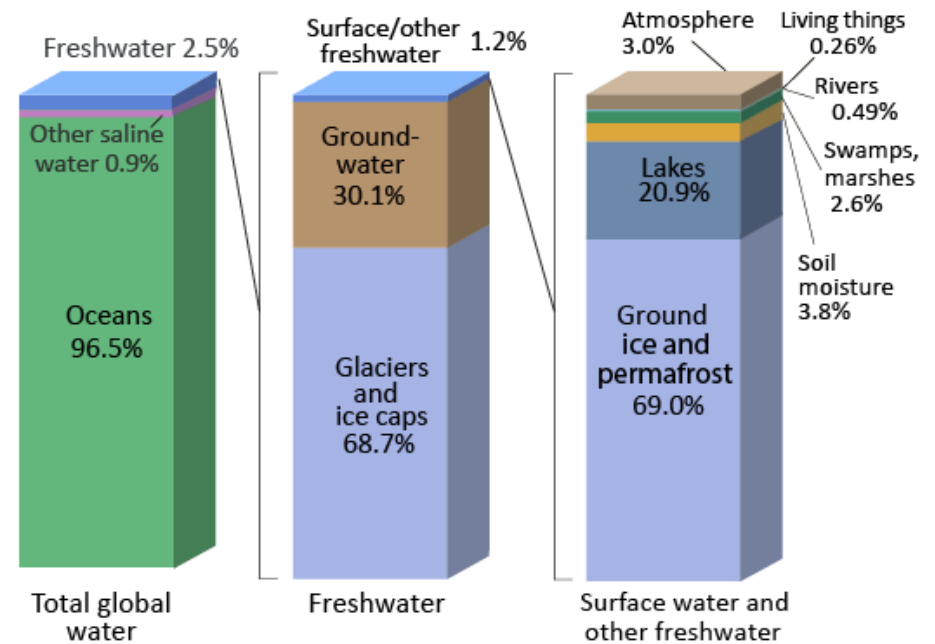 Freshwater 2.5%
Other saline
water 0.9%
Oceans
96.5%
Total global
water
Surface/other
freshwater
1.2%
Ground-
water
30.1%
Glaciers
and
ice caps
68.7%
Freshwater
Atmosphere
3.0%
Living things
0.26%
Rivers
0.49%
Swamps,
marshes
2.6%
Soil
moisture
3.8%
Lakes
20.9%
Ground
ice and
permafrost
69.0%
Surface water and
other freshwater